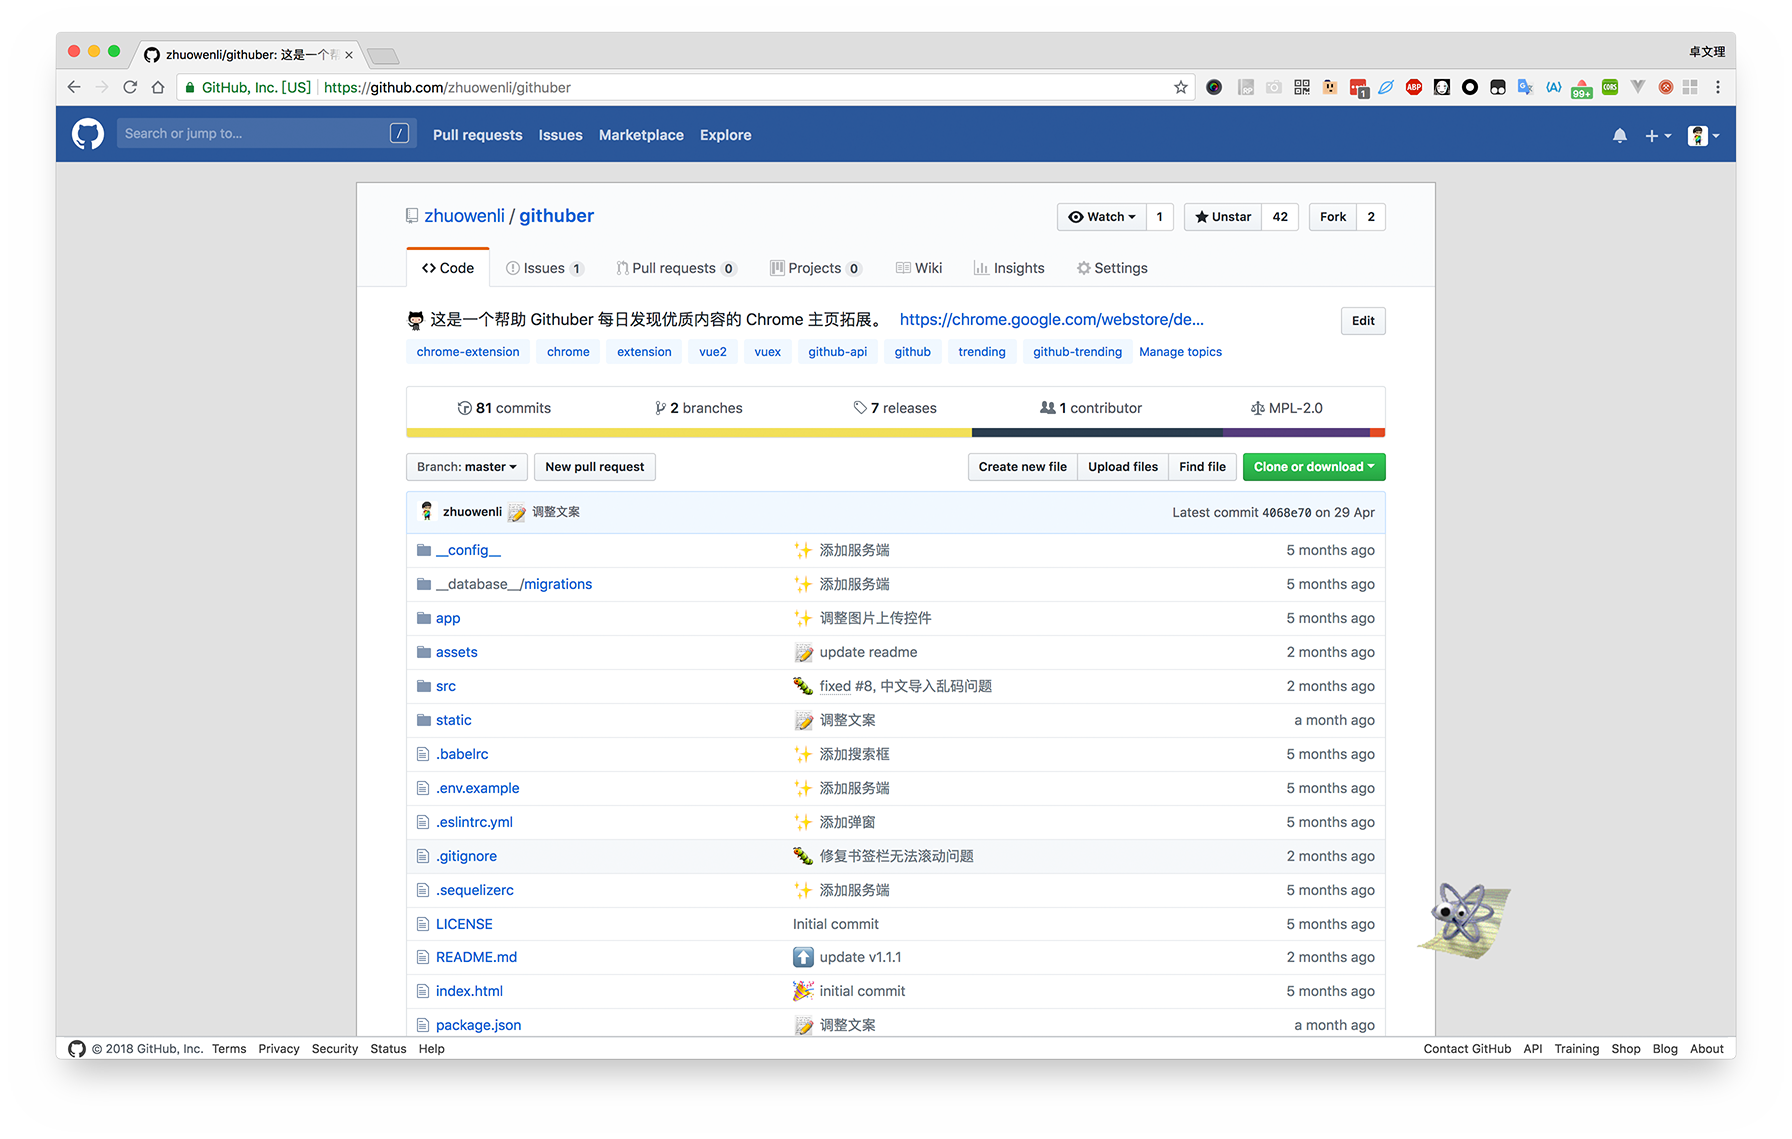 zhuowenli/githuber: 这是一个帮
卓文理
GitHub, Inc. [US] https://github.com/zhuowenli/githuber
RP 1 ABP 99+ CORS
Search or jump to... / Pull requests Issues Marketplace Explore
zhuowenli / githuber Watch 1 Unstar 42 Fork 2
Code Issues 1 Pull requests 0 Projects 0 Wiki Insights Settings
这是一个帮助 Githuber 每日发现优质内容的 Chrome 主页拓展。 https://chrome.google.com/webstore/de... Edit
chrome-extension chrome extension vue2 vuex github-api github trending github-trending Manage topics
81 commits 2 branches 7 releases 1 contributor MPL-2.0
Branch: master New pull request Create new file Upload files Find file Clone or download
zhuowenli 调整文案 Latest commit 4068e70 on 29 Apr
__config__ 添加服务端 5 months ago
__database__/migrations 添加服务端 5 months ago
app 调整图片上传控件 5 months ago
assets update readme 2 months ago
src fixed #8, 中文导入乱码问题 2 months ago
static 调整文案 a month ago
.babelrc 添加搜索框 5 months ago
.env.example 添加服务端 5 months ago
.eslintrc.yml 添加弹窗 5 months ago
.gitignore 修复书签栏无法滚动问题 2 months ago
.sequelizerc 添加服务端 5 months ago
LICENSE Initial commit 5 months ago
README.md update v1.1.1 2 months ago
index.html initial commit 5 months ago
package.json 调整文案 a month ago
© 2018 GitHub, Inc. Terms Privacy Security Status Help Contact GitHub API Training Shop Blog About